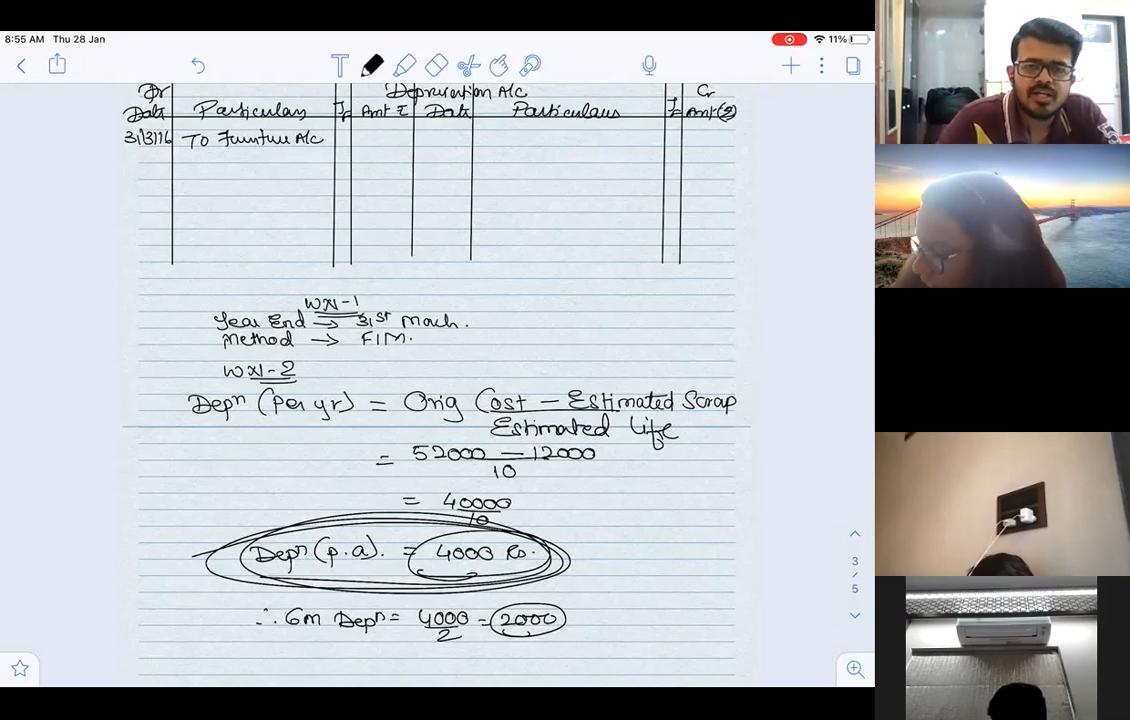 8:55 AM Thu 28 Jan
11%
T
Depreciation A/c
Dr Cr
Date Particulars J F Amt ₹ Date Particulars J F Amt (₹)
31/3/16 To Furniture A/c
WN-1
Year End → 31st March.
Method → FIM.
WN-2
Depn (Per yr) = Orig Cost - Estimated Scrap
Estimated Life
= 52000 - 12000
10
= 40000
10
Depn (p.a). = 4000 Rs.
∴ 6m Depn = 4000 = 2000
2
3
/
5